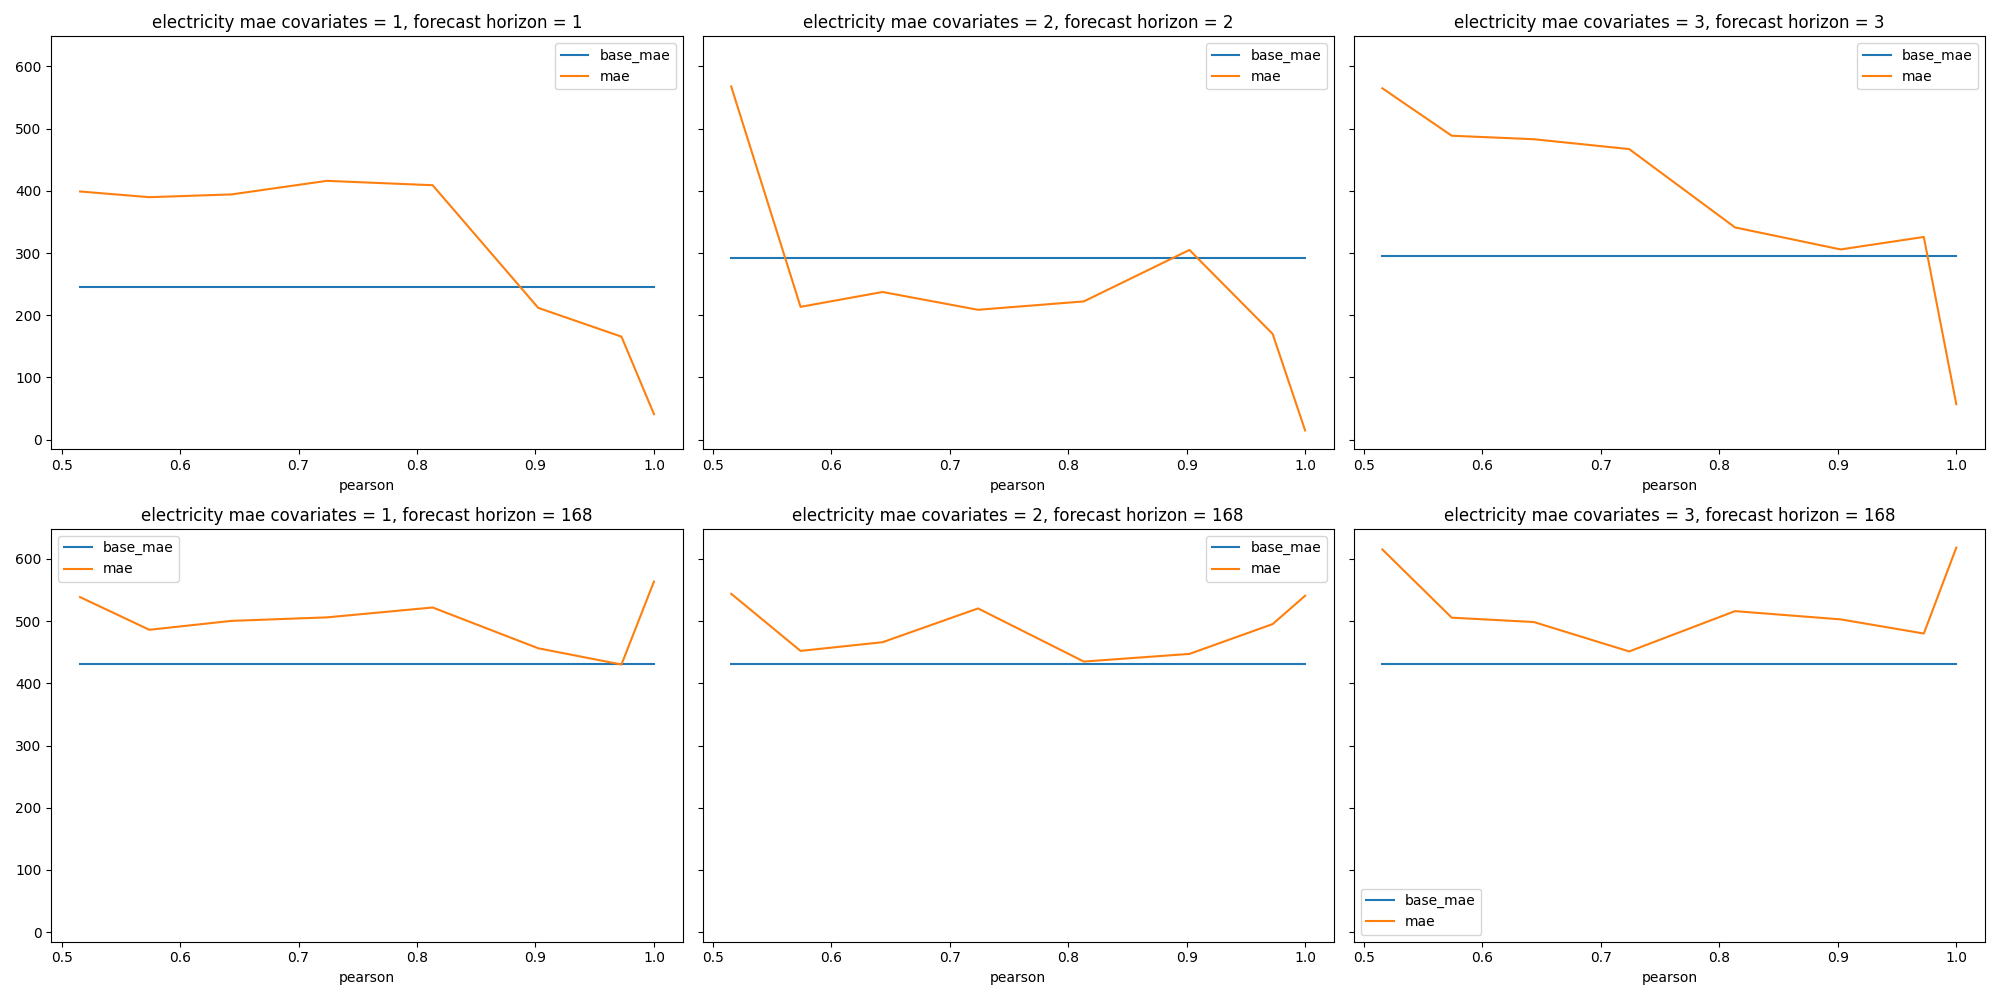 electricity mae covariates = 1, forecast horizon = 1
base_mae
mae
600
500
400
300
200
100
0
0.5 0.6 0.7 0.8 0.9 1.0
pearson
electricity mae covariates = 2, forecast horizon = 2
base_mae
mae
0.5 0.6 0.7 0.8 0.9 1.0
pearson
electricity mae covariates = 3, forecast horizon = 3
base_mae
mae
0.5 0.6 0.7 0.8 0.9 1.0
pearson
electricity mae covariates = 1, forecast horizon = 168
base_mae
mae
600
500
400
300
200
100
0
0.5 0.6 0.7 0.8 0.9 1.0
pearson
electricity mae covariates = 2, forecast horizon = 168
base_mae
mae
0.5 0.6 0.7 0.8 0.9 1.0
pearson
electricity mae covariates = 3, forecast horizon = 168
base_mae
mae
0.5 0.6 0.7 0.8 0.9 1.0
pearson